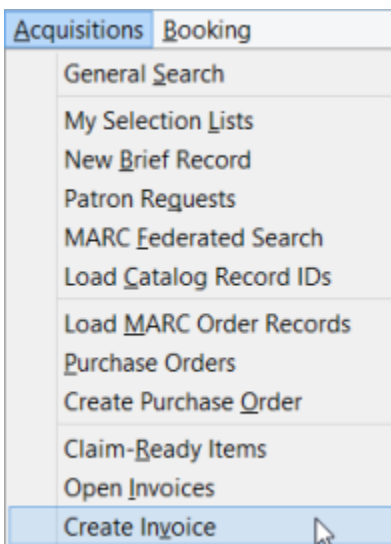 Acquisitions Booking
General Search
My Selection Lists
New Brief Record
Patron Requests
MARC Federated Search
Load Catalog Record IDs
Load MARC Order Records
Purchase Orders
Create Purchase Order
Claim-Ready Items
Open Invoices
Create Invoice